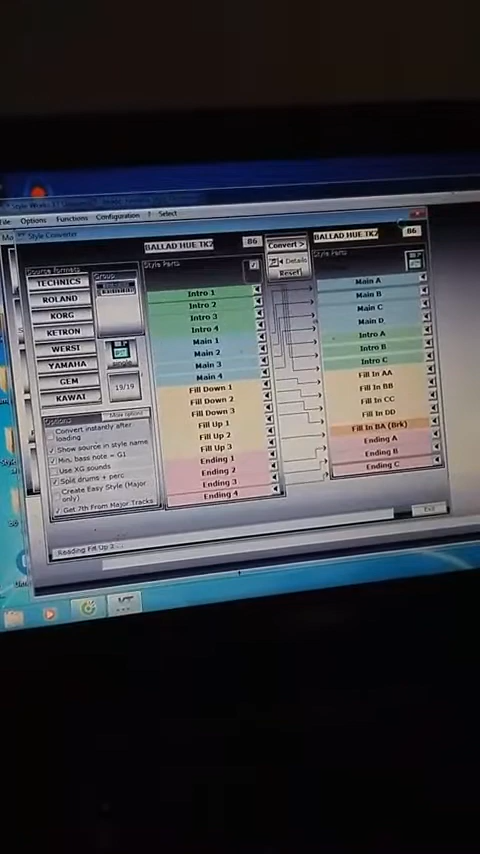 File Options Functions Configuration ? Select
Style Converter
BALLAD HUE TK2 86 Convert > BALLAD HUE TK2 86
Source formats
Group
Style Parts
Details
Style Parts
Reset
TECHNICS
ROLAND
KORG
KETRON
WERSI
YAMAHA
GEM
KAWAI
19/19
Intro 1
Intro 2
Intro 3
Intro 4
Main 1
Main 2
Main 3
Main 4
Fill Down 1
Fill Down 2
Fill Down 3
Fill Up 1
Fill Up 2
Fill Up 3
Ending 1
Ending 2
Ending 3
Ending 4
Main A
Main B
Main C
Main D
Intro A
Intro B
Intro C
Fill In AA
Fill In BB
Fill In CC
Fill In DD
Fill In BA (Brk)
Ending A
Ending B
Ending C
Options
More options
Convert instantly after
loading
Show source in style name
Min. bass note = G1
Use XG sounds
Split drums + perc
Create Easy Style (Major
only)
Get 7th From Major Tracks
Reading Fill Up 2...
Exit